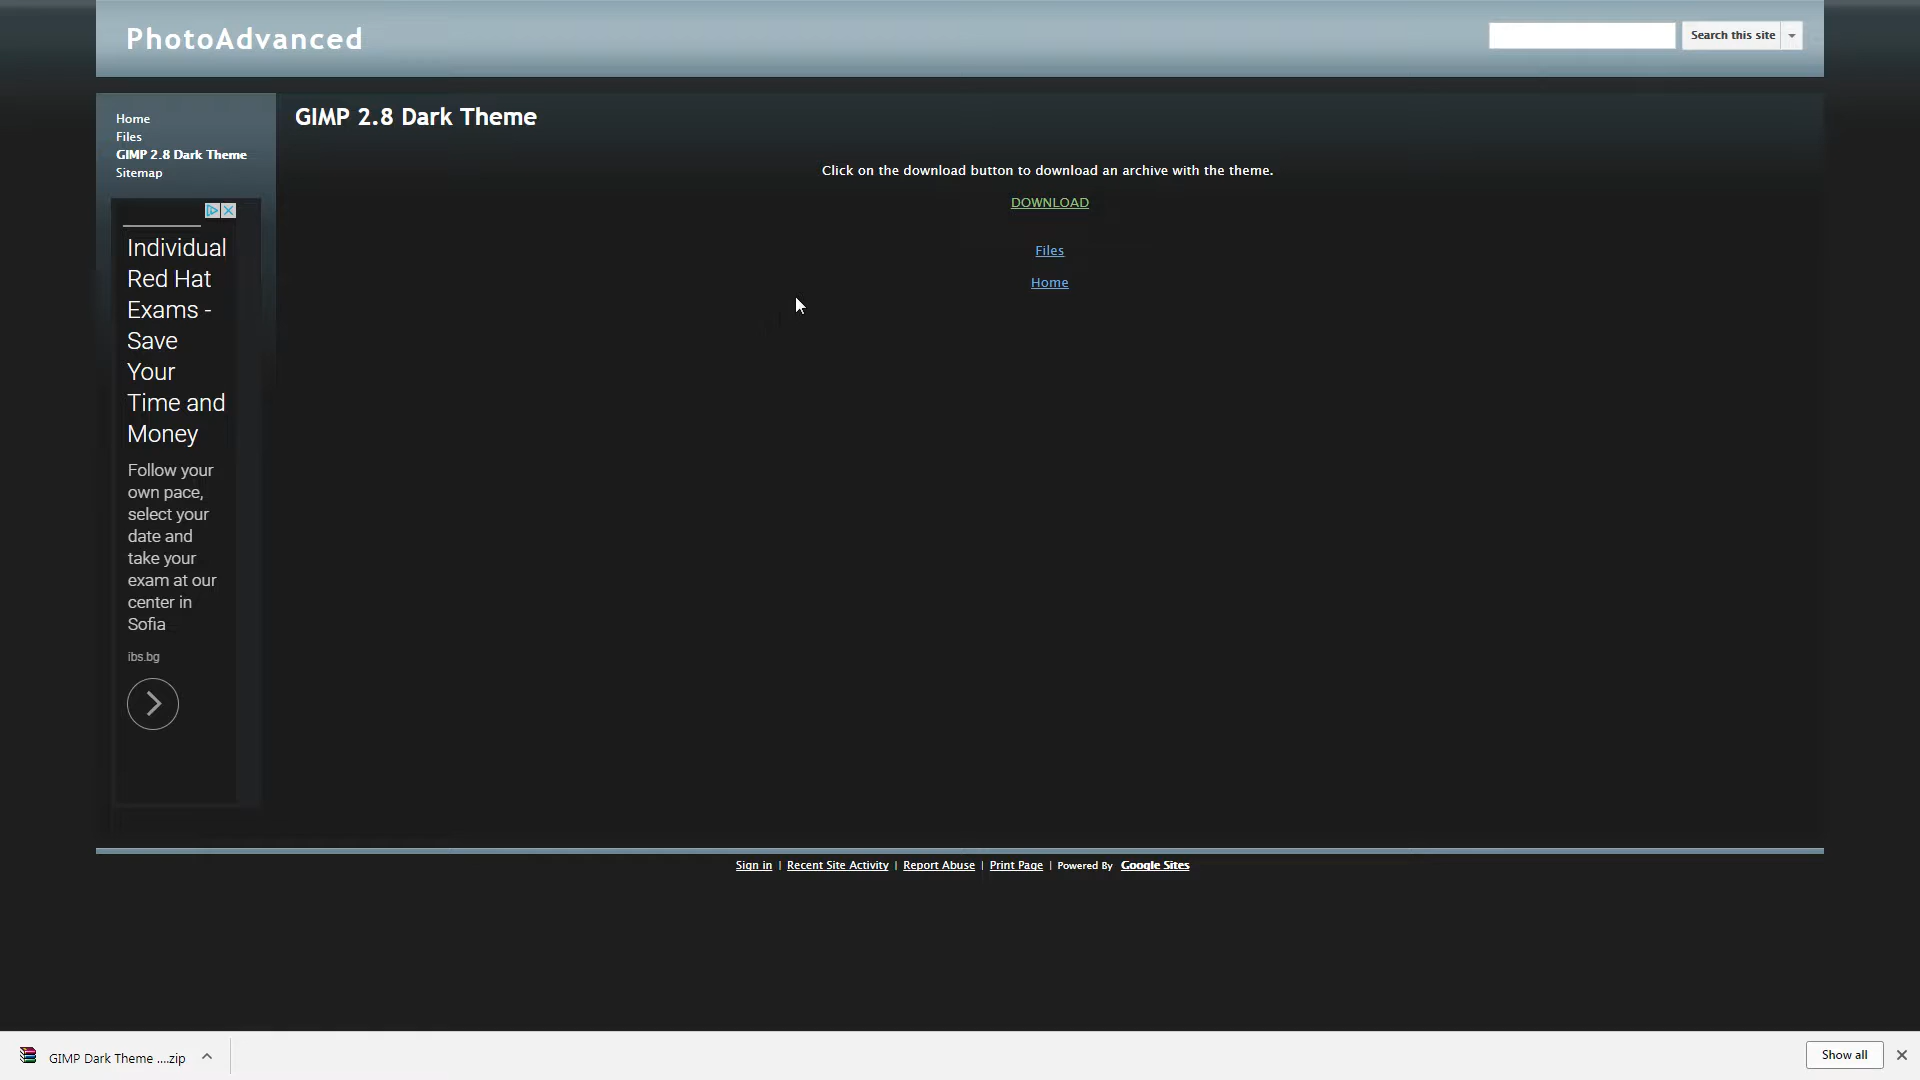 PhotoAdvanced
Search this site
Home
Files
GIMP 2.8 Dark Theme
Sitemap
Individual
Red Hat
Exams -
Save
Your
Time and
Money
Follow your
own pace,
select your
date and
take your
exam at our
center in
Sofia
ibs.bg
GIMP 2.8 Dark Theme
Click on the download button to download an archive with the theme.
DOWNLOAD
Files
Home
Sign in | Recent Site Activity | Report Abuse | Print Page | Powered By Google Sites
GIMP Dark Theme ....zip
Show all